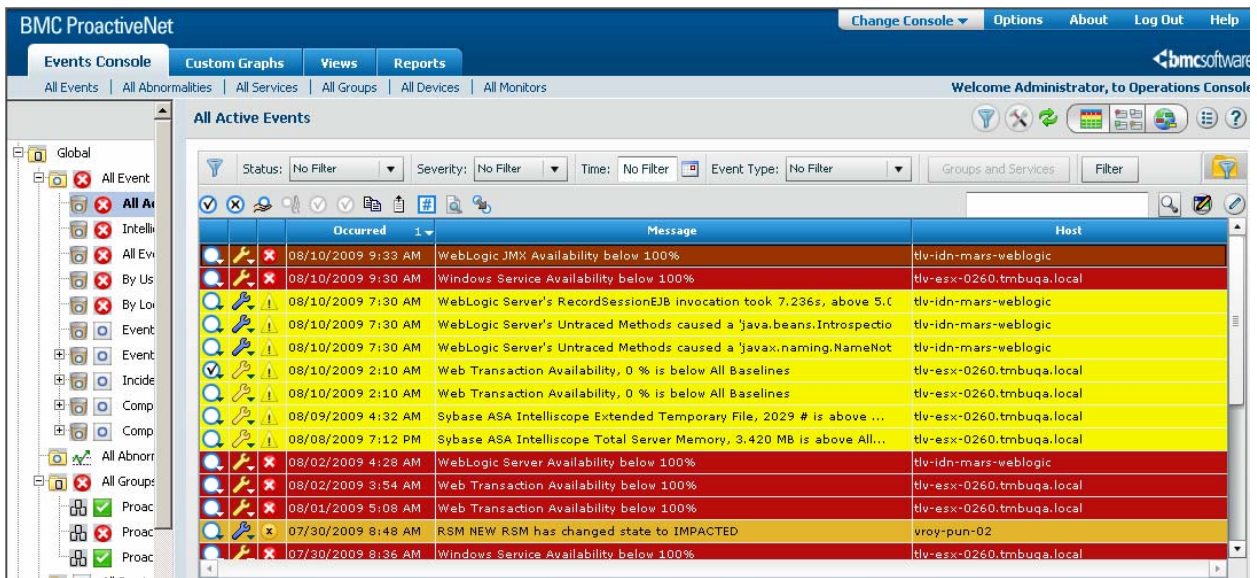 BMC ProactiveNet
Change Console Options About Log Out Help
Events Console Custom Graphs Views Reports
bmcsoftware
All Events | All Abnormalities | All Services | All Groups | All Devices | All Monitors
Welcome Administrator, to Operations Console
Global
All Event
All Ac
Intelli
All Ev
By Us
By Lo
Event
Event
Incide
Comp
Comp
All Abnorr
All Groups
Proac
Proac
Proac
All Active Events
Status: No Filter Severity: No Filter Time: No Filter Event Type: No Filter Groups and Services Filter
Occurred 1 Message Host
08/10/2009 9:33 AM WebLogic JMX Availability below 100% tlv-idn-mars-weblogic
08/10/2009 9:30 AM Windows Service Availability below 100% tlv-esx-0260.tmbuqa.local
08/10/2009 7:30 AM WebLogic Server's RecordSessionEJB invocation took 7.236s, above 5.( tlv-idn-mars-weblogic
08/10/2009 7:30 AM WebLogic Server's Untraced Methods caused a 'java.beans.Introspectio tlv-idn-mars-weblogic
08/10/2009 7:30 AM WebLogic Server's Untraced Methods caused a 'javax.naming.NameNot tlv-idn-mars-weblogic
08/10/2009 2:10 AM Web Transaction Availability, 0 % is below All Baselines tlv-esx-0260.tmbuqa.local
08/10/2009 2:10 AM Web Transaction Availability, 0 % is below All Baselines tlv-esx-0260.tmbuqa.local
08/09/2009 4:32 AM Sybase ASA Intelliscope Extended Temporary File, 2029 # is above ... tlv-esx-0260.tmbuqa.local
08/08/2009 7:12 PM Sybase ASA Intelliscope Total Server Memory, 3.420 MB is above All... tlv-esx-0260.tmbuqa.local
08/02/2009 4:28 AM WebLogic Server Availability below 100% tlv-idn-mars-weblogic
08/02/2009 3:54 AM Web Transaction Availability below 100% tlv-esx-0260.tmbuqa.local
08/01/2009 5:08 AM Web Transaction Availability below 100% tlv-esx-0260.tmbuqa.local
07/30/2009 8:48 AM RSM NEW RSM has changed state to IMPACTED vroy-pun-02
07/30/2009 8:36 AM Windows Service Availability below 100% tlv-esx-0260.tmbuqa.local